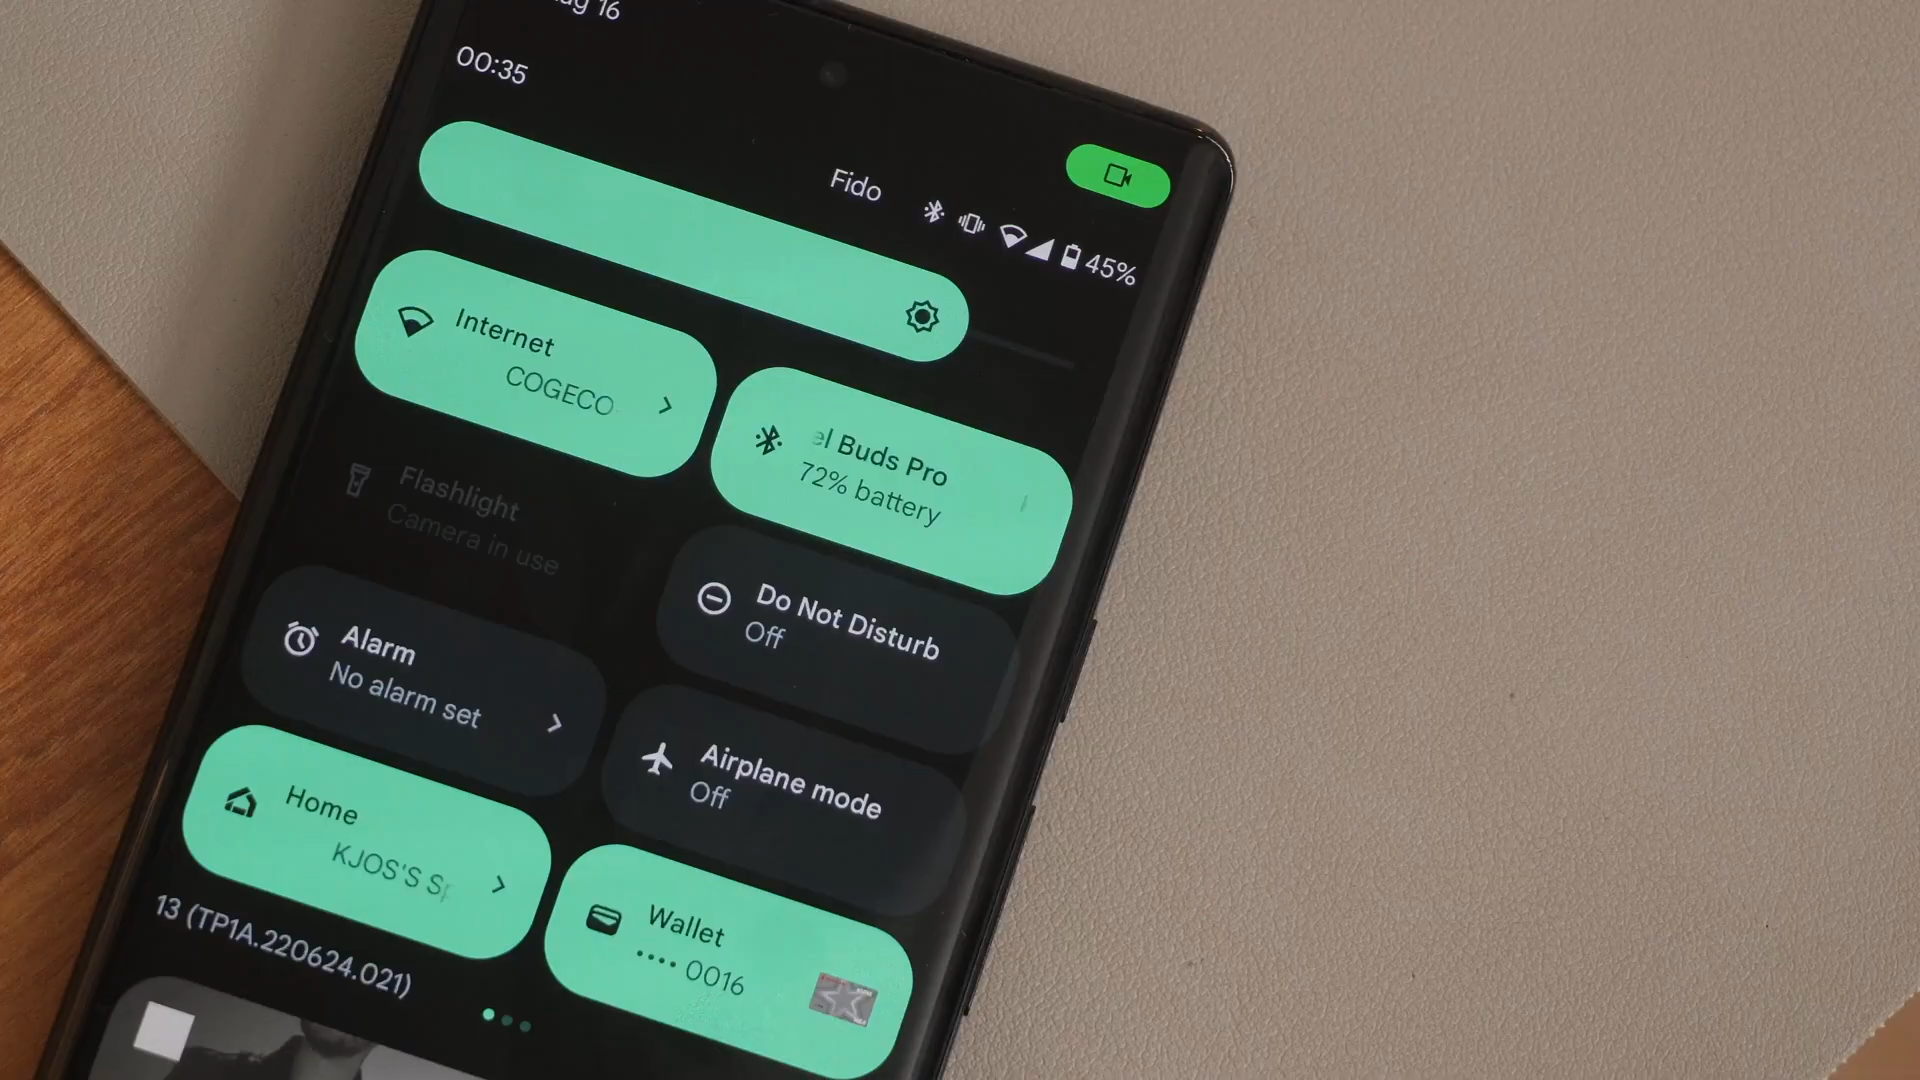 16
00:35
Fido
45%
Internet
COGECO
Buds Pro
72% battery
Flashlight
Camera in use
Do Not Disturb
Off
Alarm
No alarm set
Airplane mode
Off
Home
KJOS'S
Wallet
•••• 0016
13 (TP1A.220624.021)